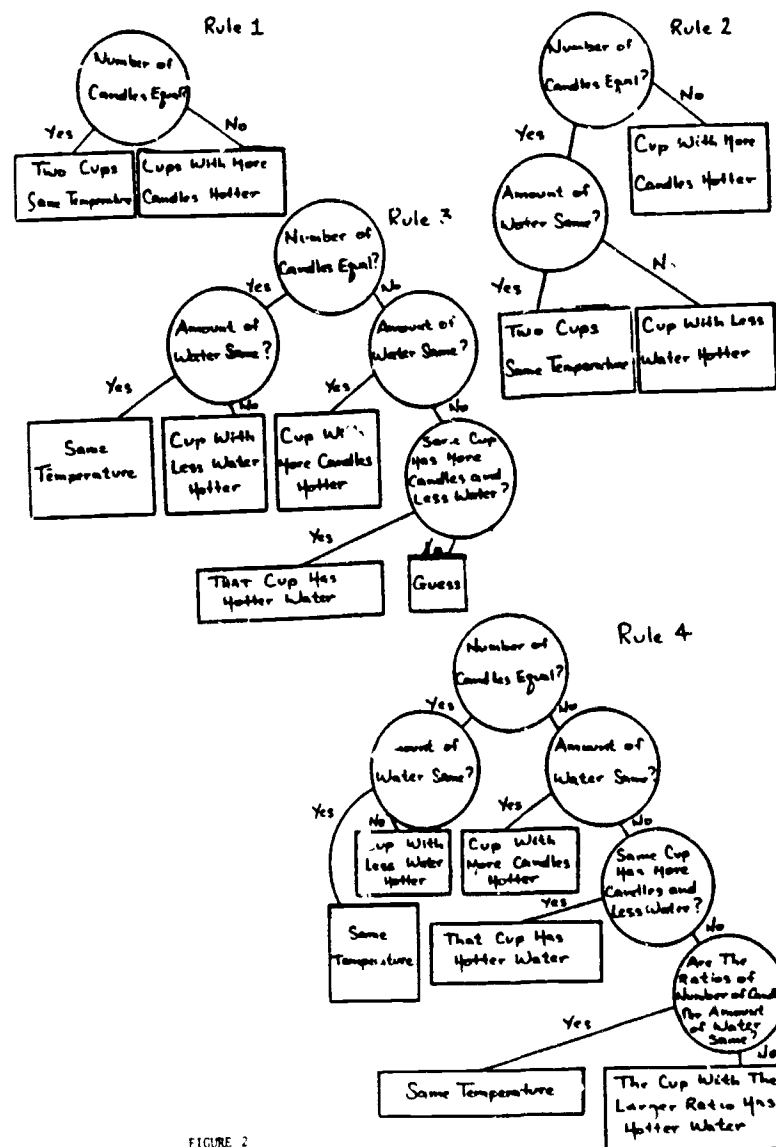 Rule 1
Number of
Candles Equal?
Yes
No
Two Cups
Same Temperature
Cups With More
Candles Hotter
Rule 2
Number of
Candles Equal?
Yes
No
Cup With More
Candles Hotter
Amount of
Water Same?
Yes
Two Cups
Same Temperature
Cup With Less
Water Hotter
Rule 3
Number of
Candles Equal?
Yes
No
Amount of
Water Same?
Amount of
Water Same?
Yes
No
Yes
No
Same
Temperature
Cup With
Less Water
Hotter
Cup
More Candles
Hotter
Same Cup
Has More
Candles and
Less Water?
Yes
No
THAT Cup Has
Hotter Water
Guess
Rule 4
Number of
Candles Equal?
Yes
No
of
Water Same?
Amount of
Water Same?
Yes
No
Yes
No
Cup With
Less Water
Hotter
Cup With
More Candles
Hotter
Same Cup
Has More
Candles and
Less Water?
Yes
No
Same
Temperature
That Cup Has
Hotter Water
Are The
Ratios of
Number of
Per Amount
of Water
Same?
Yes
No
Same Temperature
The Cup With The
Larger Ratio Has
Hotter Water
FIGURE 2